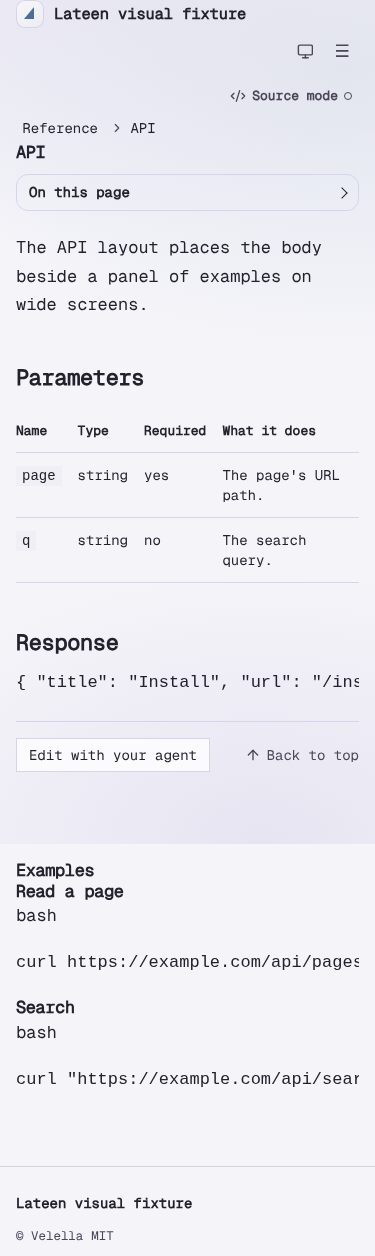 Lateen visual fixture
</> Source mode
Reference > API
API
On this page
The API layout places the body
beside a panel of examples on
wide screens.
Parameters
Name Type Required What it does
page string yes The page's URL
path.
q string no The search
query.
Response
{ "title": "Install", "url": "/ins
Edit with your agent ↑ Back to top
Examples
Read a page
bash
curl https://example.com/api/pages
Search
bash
curl "https://example.com/api/sear
Lateen visual fixture
© Velella MIT